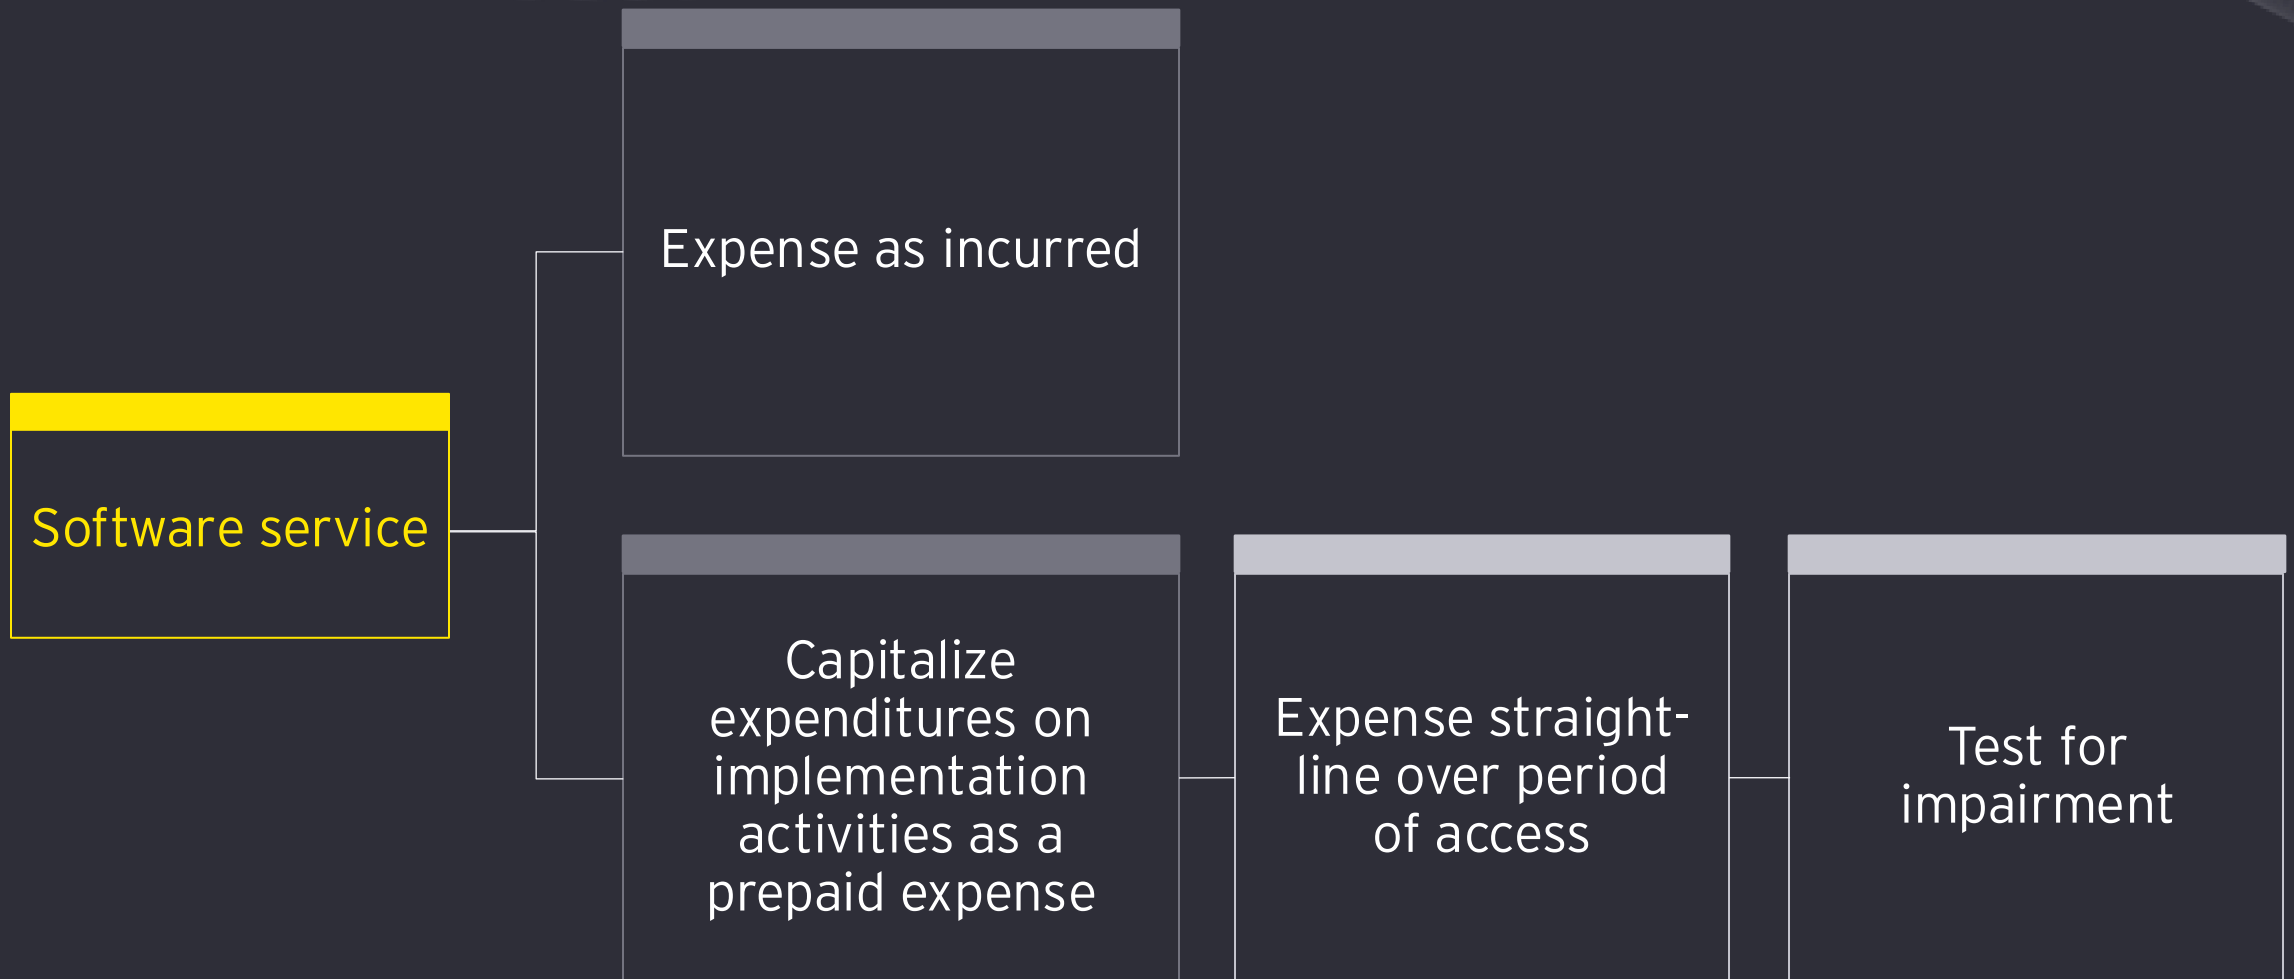 Expense as incurred
Software service
Capitalize
expenditures on
implementation
activities as a
prepaid expense
Expense straight-
line over period
of access
Test for
impairment